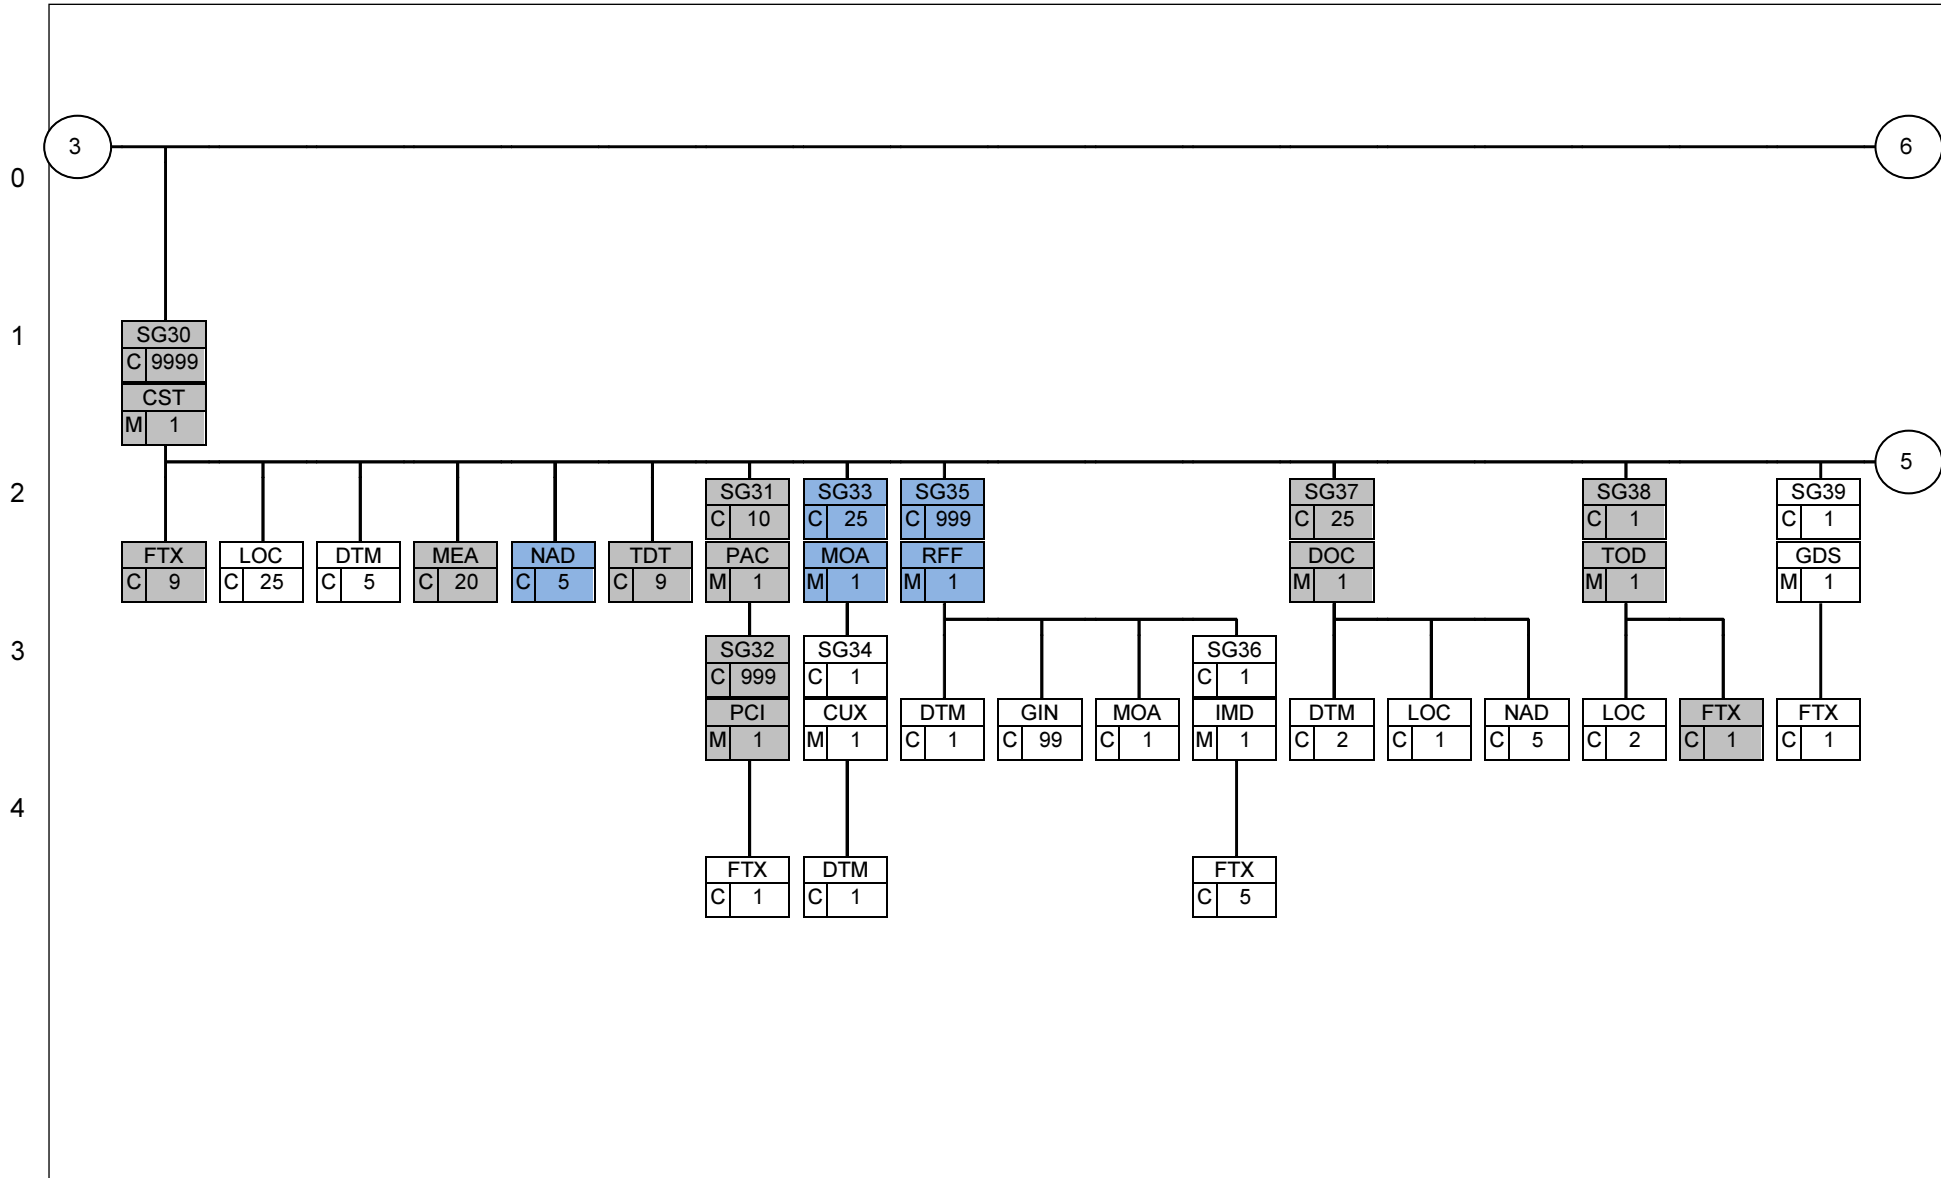 3 6
0
1
SG30
C 9999
CST
M 1
5
2
SG31 SG33 SG35 SG37 SG38 SG39
C 10 C 25 C 999 C 25 C 1 C 1
FTX LOC DTM MEA NAD TDT PAC MOA RFF DOC TOD GDS
C 9 C 25 C 5 C 20 C 5 C 9 M 1 M 1 M 1 M 1 M 1 M 1
3
SG32 SG34 SG36
C 999 C 1 C 1
PCI CUX DTM GIN MOA IMD DTM LOC NAD LOC FTX FTX
M 1 M 1 C 1 C 99 C 1 M 1 C 2 C 1 C 5 C 2 C 1 C 1
4
FTX DTM FTX
C 1 C 1 C 5